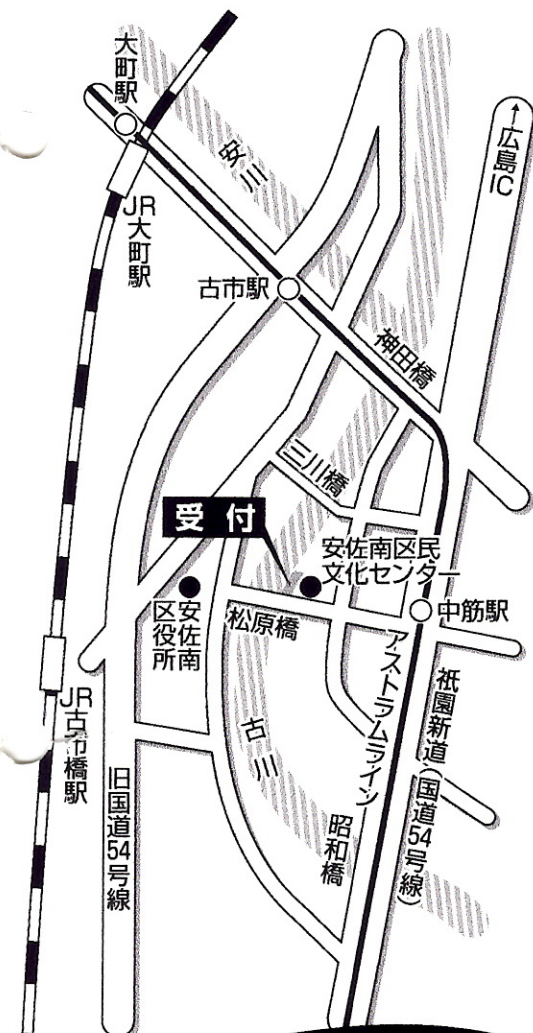 大町駅
JR大町駅
安川
↑広島IC
古市駅
神田橋
三川橋
受付
安佐南区民
文化センター
安佐南
区役所
松原橋
中筋駅
アストラムライン
祇園新道（国道54号線）
JR古市橋駅
旧国道54号線
古川
昭和橋